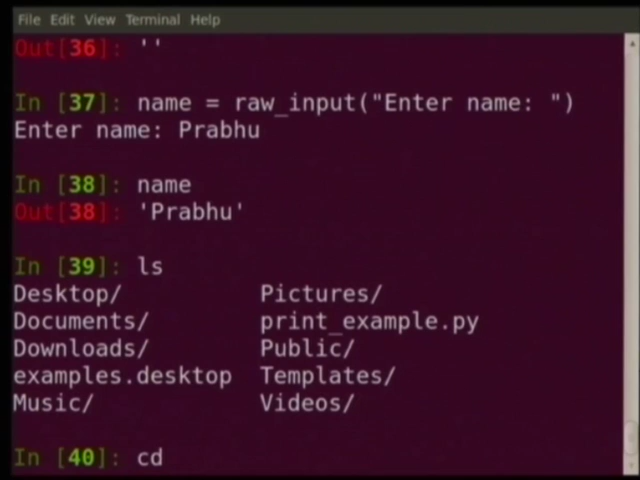 File Edit View Terminal Help
Out[36]: ''
In [37]: name = raw_input("Enter name: ")
Enter name: Prabhu
In [38]: name
Out[38]: 'Prabhu'
In [39]: ls
Desktop/ Pictures/
Documents/ print_example.py
Downloads/ Public/
examples.desktop Templates/
Music/ Videos/
In [40]: cd